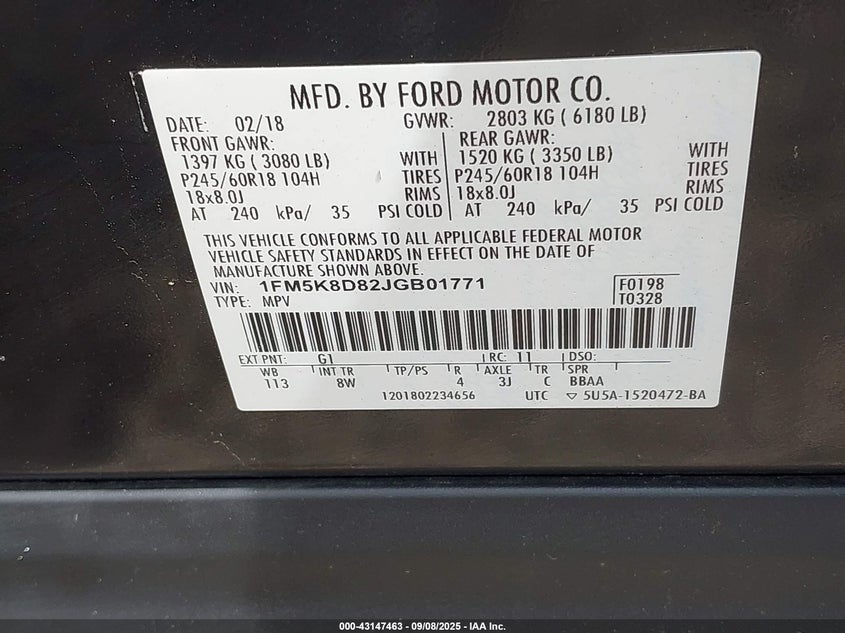 MFD. BY FORD MOTOR CO.
DATE: 02/18 GVWR: 2803 KG ( 6180 LB)
FRONT GAWR: REAR GAWR:
1397 KG ( 3080 LB) WITH 1520 KG ( 3350 LB) WITH
P245/60R18 104H TIRES P245/60R18 104H TIRES
18x8.0J RIMS 18x8.0J RIMS
AT 240 kPa/ 35 PSI COLD AT 240 kPa/ 35 PSI COLD
THIS VEHICLE CONFORMS TO ALL APPLICABLE FEDERAL MOTOR
VEHICLE SAFETY STANDARDS IN EFFECT ON THE DATE OF
MANUFACTURE SHOWN ABOVE.
VIN: 1FM5K8D82JGB01771 F0198
TYPE: MPV T0328
EXT PNT: G1 RC: 11 DSO:
WB INT TR TP/PS R AXLE TR SPR
113 8W 4 3J C BBAA
1201802234656 UTC ▽ 5U5A-1520472-BA
000-43147463 - 09/08/2025 - IAA Inc.